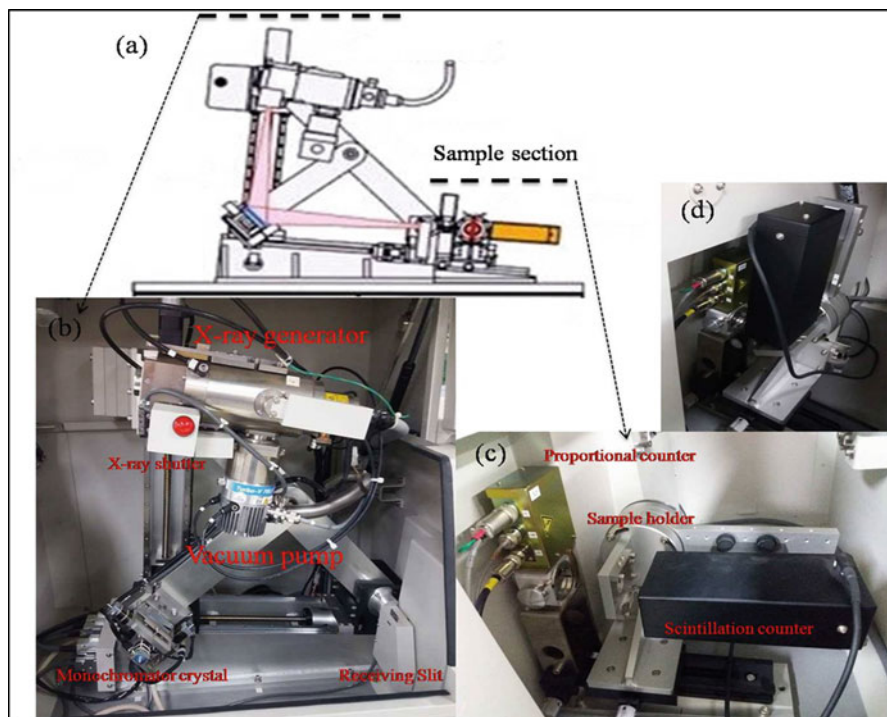 (a)
Sample section
(d)
(b)
X-ray generator
X-ray shutter
Vacuum pump
Monochromator crystal
Receiving Slit
(c)
Proportional counter
Sample holder
Scintillation counter